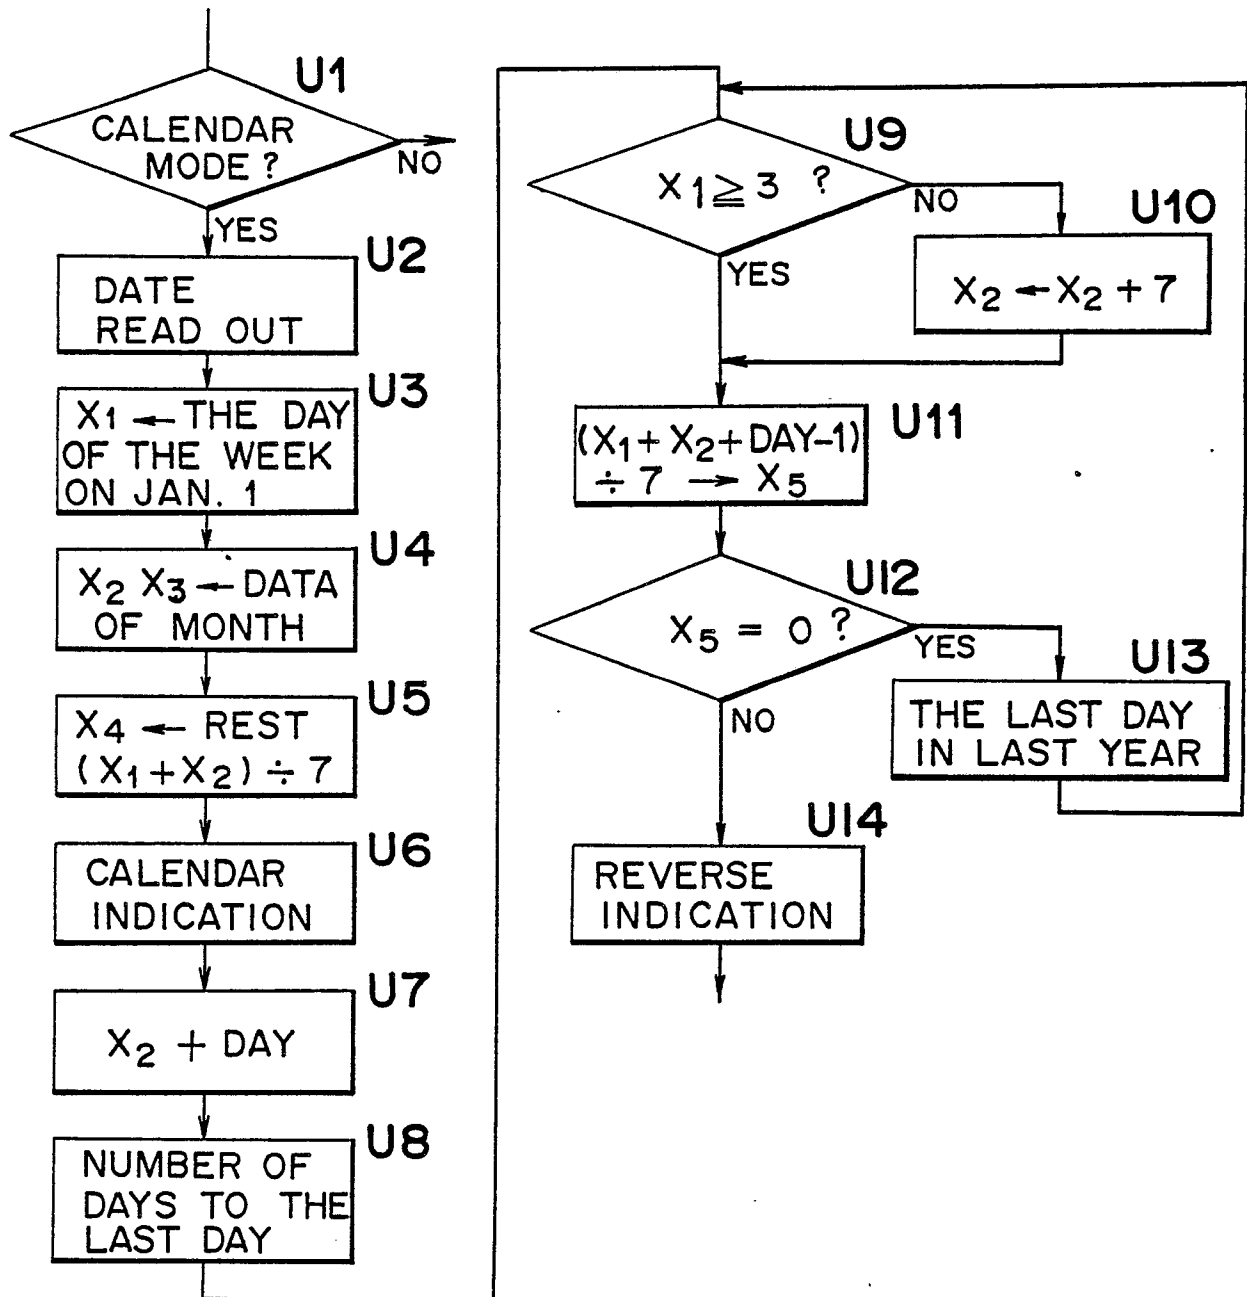 U1
CALENDAR
MODE ?
NO
YES
U2
DATE
READ OUT
U3
X1 ← THE DAY
OF THE WEEK
ON JAN. 1
U4
X2 X3 ← DATA
OF MONTH
U5
X4 ← REST
(X1+X2) ÷ 7
U6
CALENDAR
INDICATION
U7
X2 + DAY
U8
NUMBER OF
DAYS TO THE
LAST DAY
U9
X1 ≧ 3 ?
NO
YES
U10
X2 ← X2 + 7
U11
(X1 + X2 + DAY-1)
÷ 7 → X5
U12
X5 = 0 ?
YES
NO
U13
THE LAST DAY
IN LAST YEAR
U14
REVERSE
INDICATION